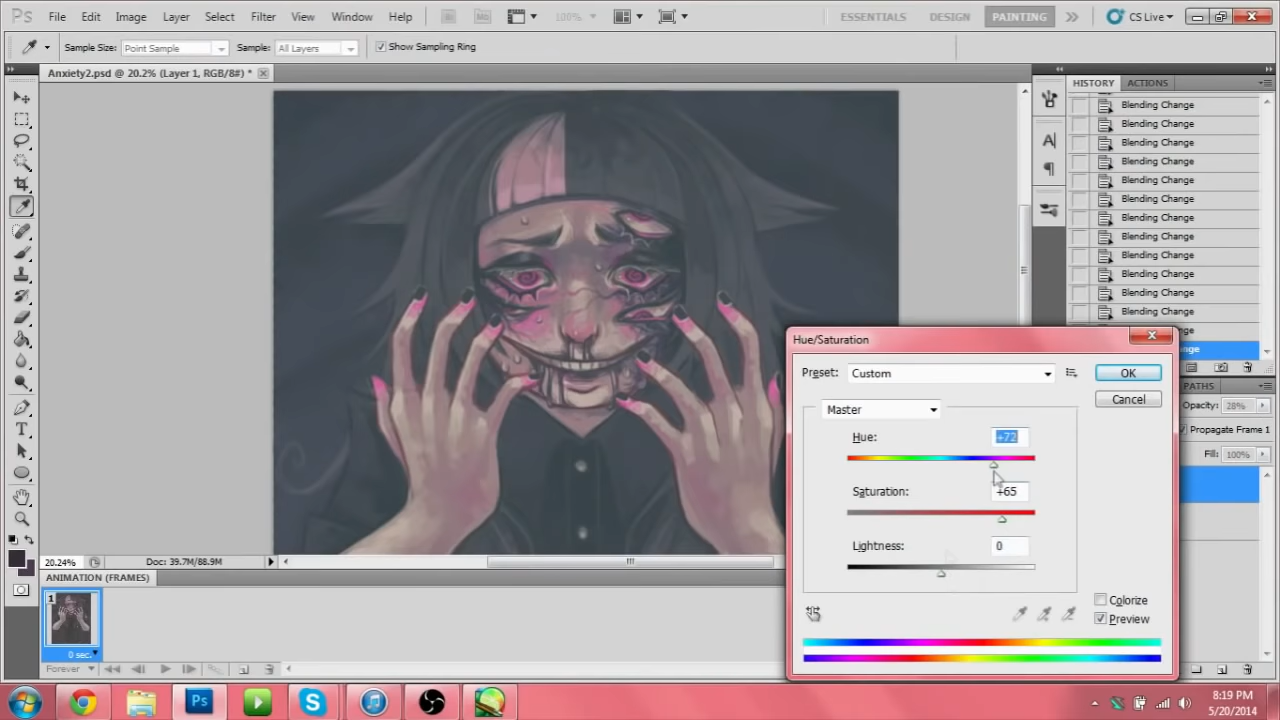 Ps File Edit Image Layer Select Filter View Window Help Br Mb 100% ESSENTIALS DESIGN PAINTING CS Live
Sample Size: Point Sample Sample: All Layers Show Sampling Ring
Anxiety2.psd @ 20.2% (Layer 1, RGB/8#) *
HISTORY ACTIONS
Blending Change
Blending Change
Blending Change
Blending Change
Blending Change
Blending Change
Blending Change
Blending Change
Blending Change
Blending Change
Blending Change
Blending Change
ange
PATHS
Opacity: 28%
Propagate Frame 1
Fill: 100%
Hue/Saturation
Preset: Custom
OK
Cancel
Master
Hue: +72
Saturation: +65
Lightness: 0
Colorize
Preview
20.24% Doc: 39.7M/88.9M
ANIMATION (FRAMES)
1
0 sec.
Forever
Ps
8:19 PM
5/20/2014